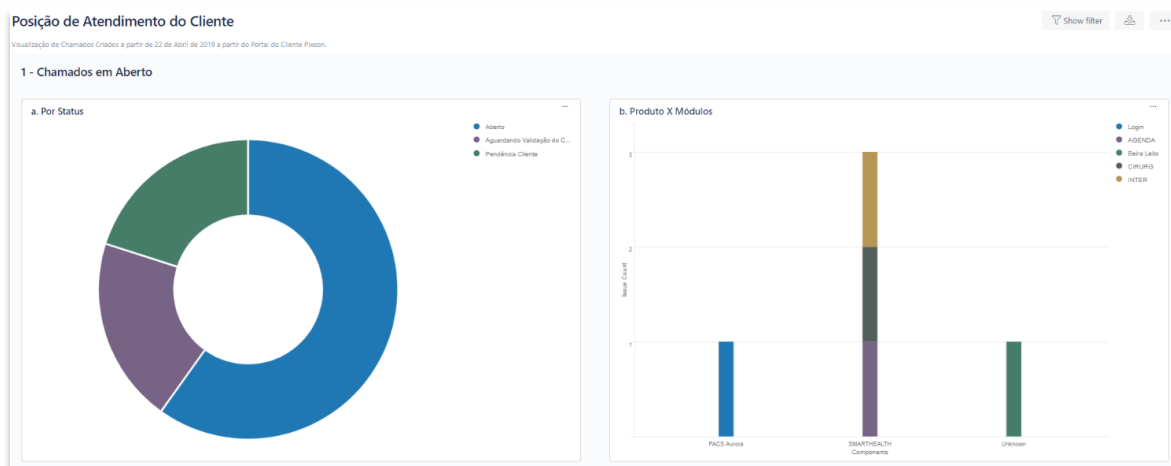 Posição de Atendimento do Cliente
Show filter
Visualização de Chamados Criados a partir de 22 de Abril de 2019 a partir do Portal do Cliente Pixeon.
1 - Chamados em Aberto
a. Por Status
Aberto
Aguardando Validação do C...
Pendência Cliente
b. Produto X Módulos
Login
AGENDA
Beira Leito
CIRURG
INTER
3
2
1
Issue Count
PACS Aurora
SMARTHEALTH
Unknown
Components